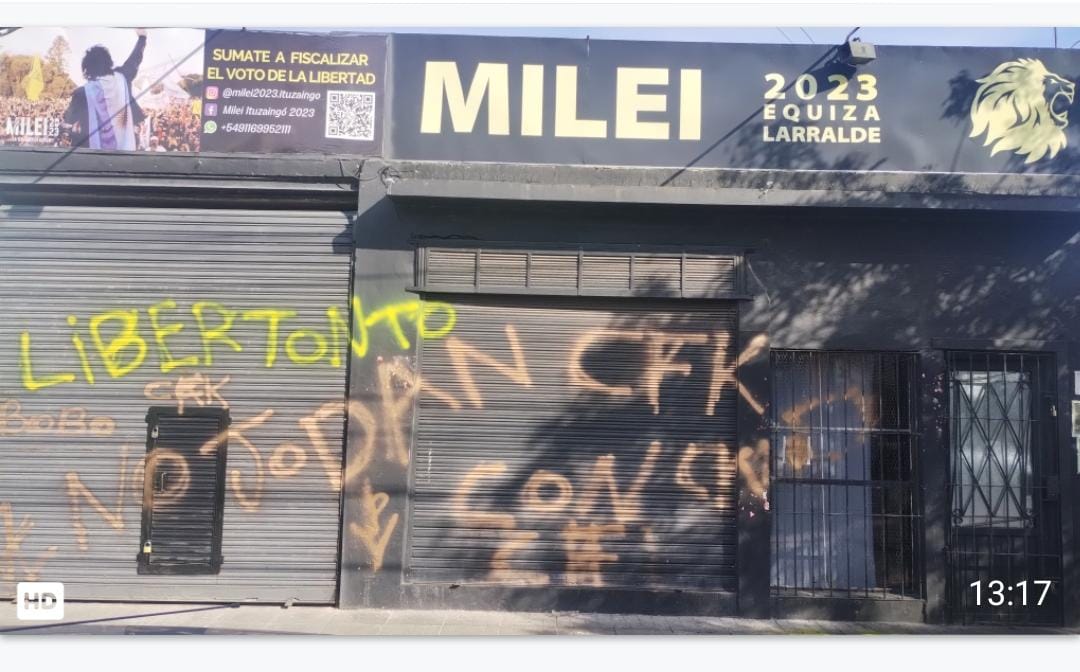 SUMATE A FISCALIZAR
EL VOTO DE LA LIBERTAD
@milei2023.Ituzaingo
Milei Ituzaingó 2023
+5491169952111
MILEI
MILEI
2023
EQUIZA
LARRALDE
LIBERTONTO
CFK
BOBO
NO JODAN CFK
CON
HD
13:17